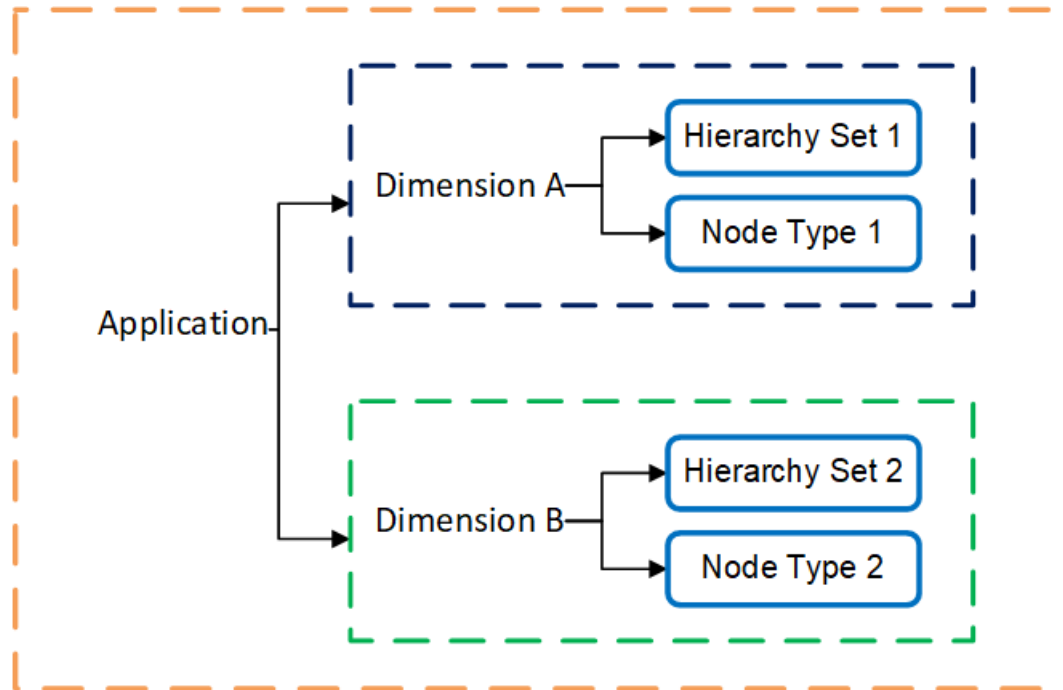 Hierarchy Set 1
Dimension A
Node Type 1
Application
Hierarchy Set 2
Dimension B
Node Type 2